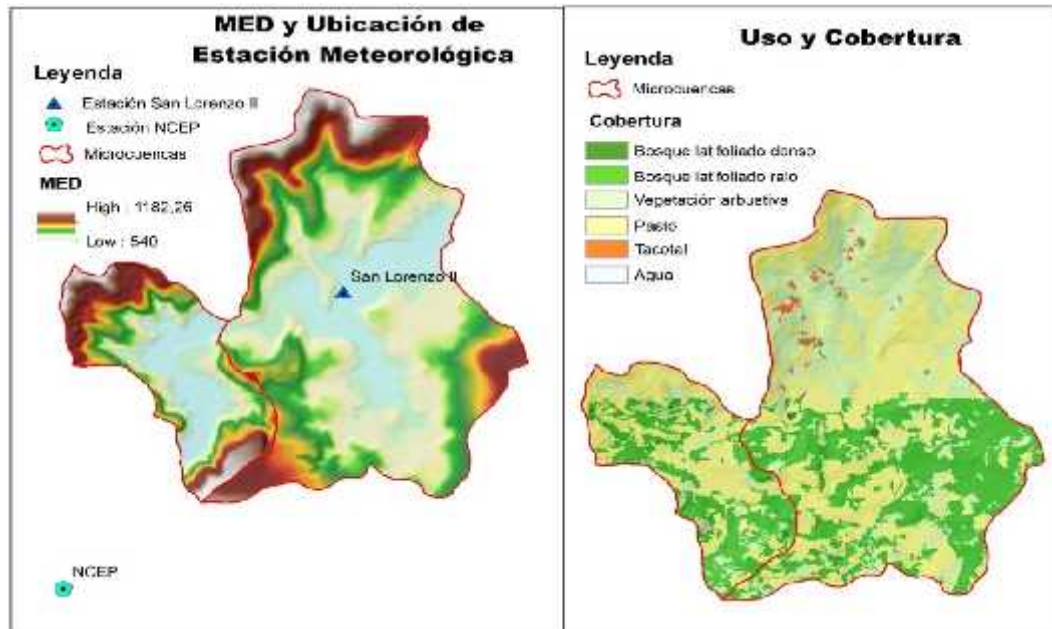 MED y Ubicación de
Estación Meteorológica
Leyenda
Estación San Lorenzo II
Estación NCEP
Microcuencas
MED
High : 1182,26
Low : 540
San Lorenzo II
NCEP
Uso y Cobertura
Leyenda
Microcuencas
Cobertura
Bosque latifoliado denso
Bosque latifoliado ralo
Vegetación arbustiva
Pasto
Tacotal
Agua